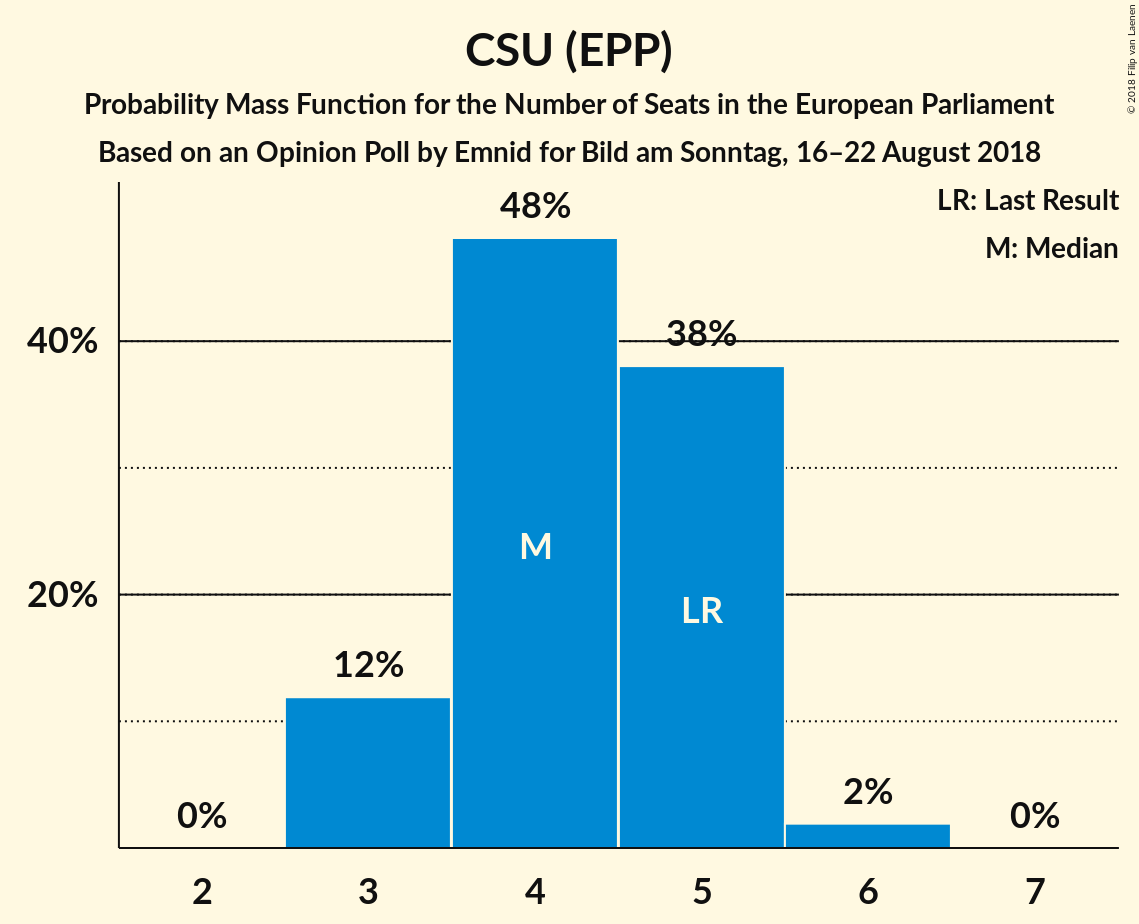 CSU (EPP)
Probability Mass Function for the Number of Seats in the European Parliament
Based on an Opinion Poll by Emnid for Bild am Sonntag, 16–22 August 2018
© 2018 Filip van Laenen
LR: Last Result
M: Median
48%
40%
38%
M
20%
LR
12%
2%
0%
0%
2
3
4
5
6
7